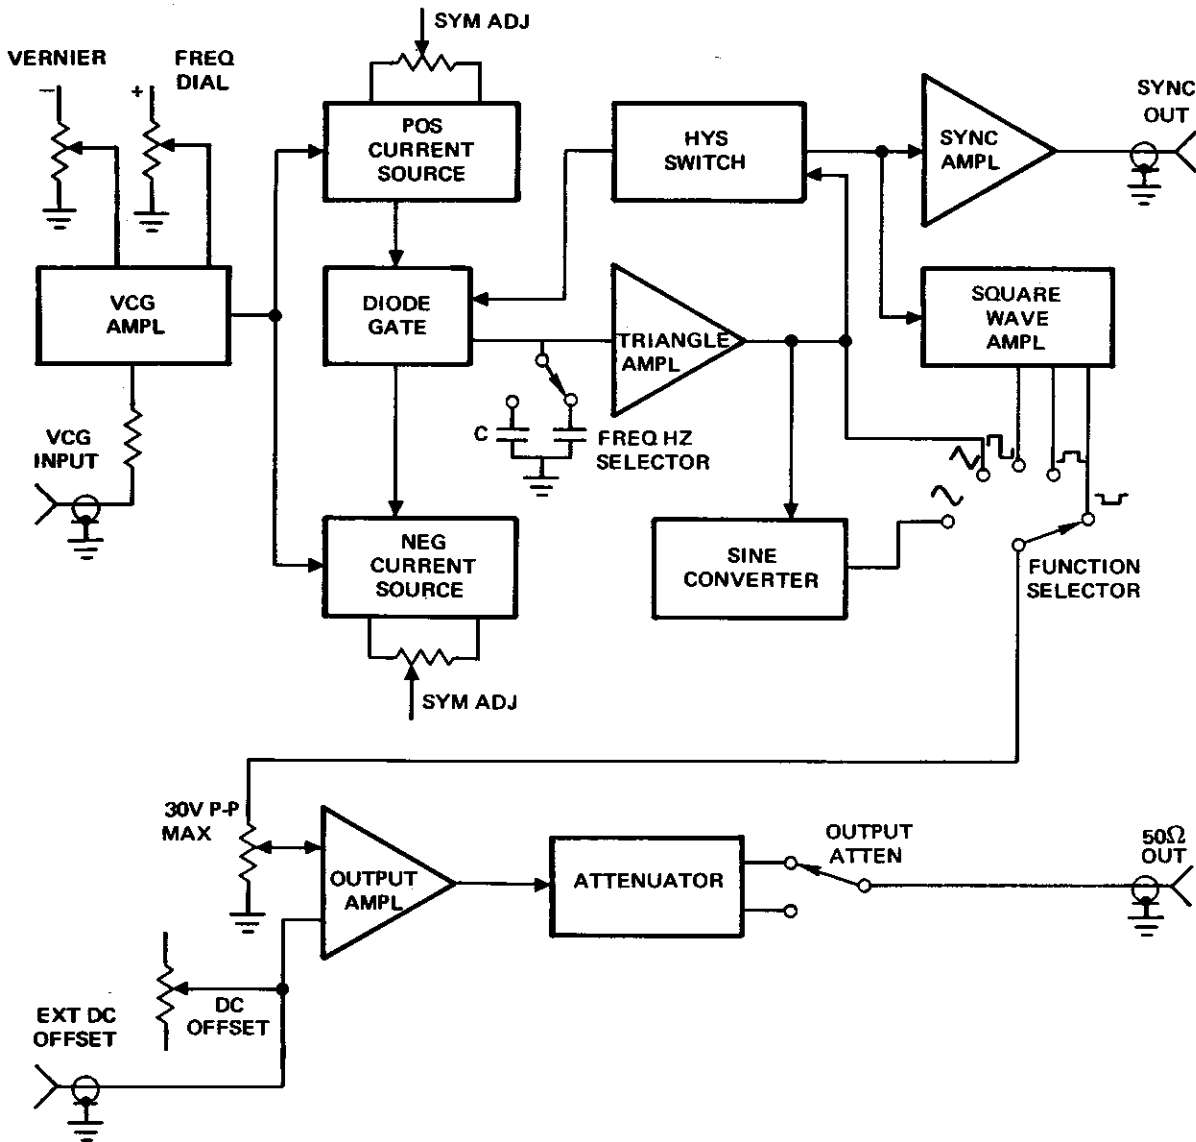 SYM ADJ
VERNIER
FREQ
DIAL
−
+
POS
CURRENT
SOURCE
HYS
SWITCH
SYNC
AMPL
SYNC
OUT
VCG
AMPL
DIODE
GATE
TRIANGLE
AMPL
SQUARE
WAVE
AMPL
VCG
INPUT
C
FREQ HZ
SELECTOR
NEG
CURRENT
SOURCE
SINE
CONVERTER
FUNCTION
SELECTOR
SYM ADJ
30V P-P
MAX
OUTPUT
AMPL
ATTENUATOR
OUTPUT
ATTEN
50Ω
OUT
DC
OFFSET
EXT DC
OFFSET